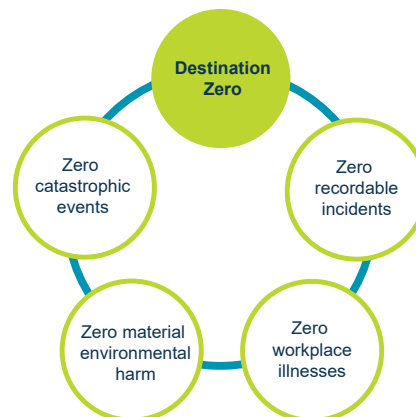 Destination
Zero
Zero
catastrophic
events
Zero
recordable
incidents
Zero material
environmental
harm
Zero
workplace
illnesses